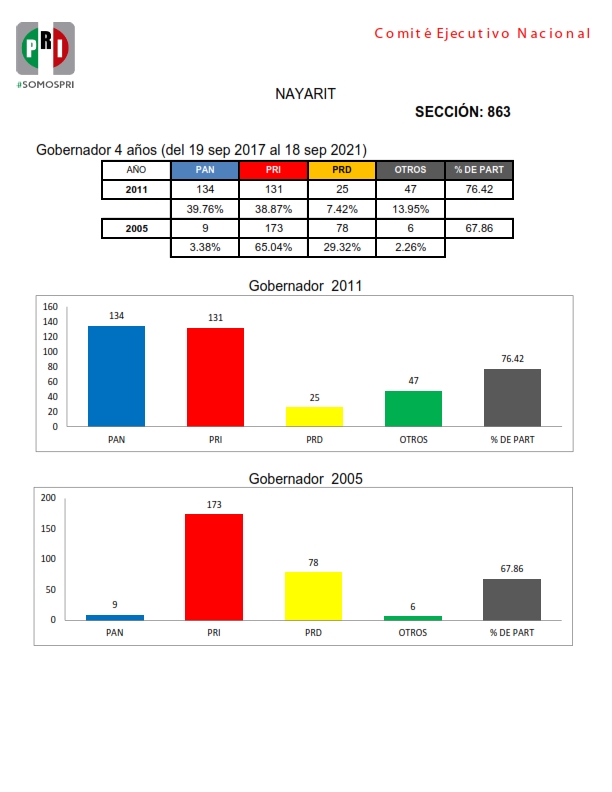 Comité Ejecutivo Nacional
PRI
#SOMOSPRI
NAYARIT
SECCIÓN: 863
Gobernador 4 años (del 19 sep 2017 al 18 sep 2021)
AÑO PAN PRI PRD OTROS % DE PART
2011 134 131 25 47 76.42
39.76% 38.87% 7.42% 13.95%
2005 9 173 78 6 67.86
3.38% 65.04% 29.32% 2.26%
Gobernador 2011
160
140
120
100
80
60
40
20
0
134 131 25 47 76.42
PAN PRI PRD OTROS % DE PART
Gobernador 2005
200
150
100
50
0
9 173 78 6 67.86
PAN PRI PRD OTROS % DE PART